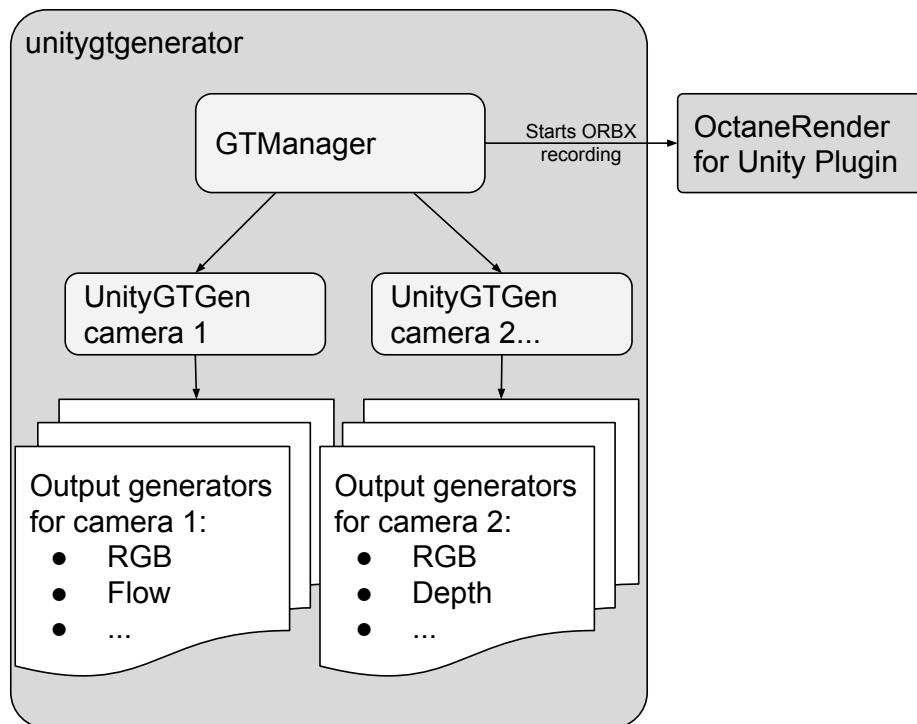 unitygtgenerator
GTManager
Starts ORBX
recording
OctaneRender
for Unity Plugin
UnityGTGen
camera 1
UnityGTGen
camera 2...
Output generators
for camera 1:
● RGB
● Flow
● ...
Output generators
for camera 2:
● RGB
● Depth
● ...